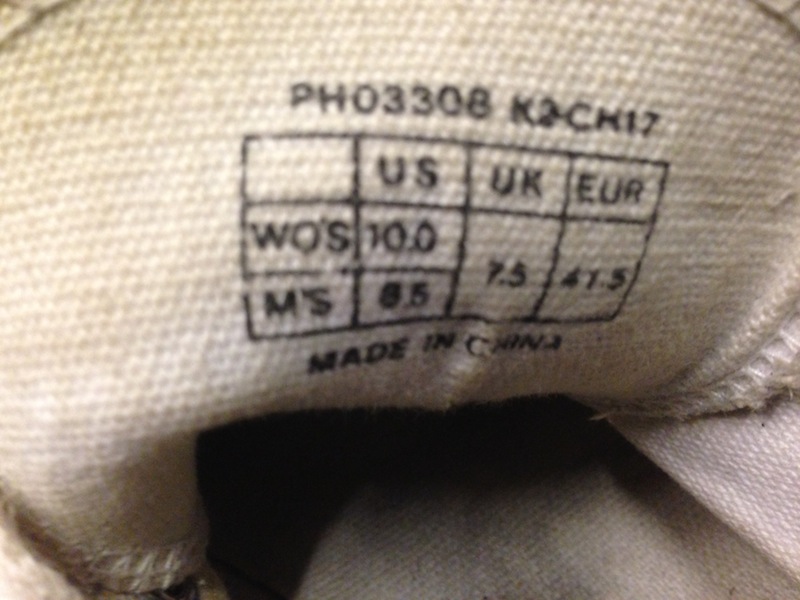 PH03308 K2CH17
US UK EUR
WO'S 10.0
7.5 41.5
M'S 8.5
MADE IN CHINA